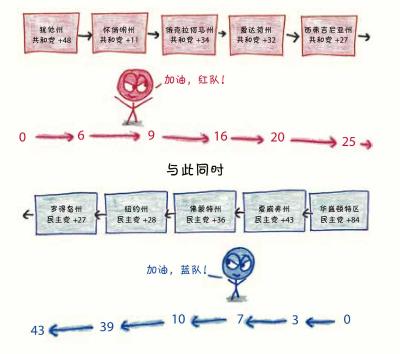 犹他州
共和党 +48
怀俄明州
共和党 +11
俄克拉何马州
共和党 +34
爱达荷州
共和党 +32
西弗吉尼亚州
共和党 +27
加油，红队！
0 6 9 16 20 25
与此同时
罗得岛州
民主党 +27
纽约州
民主党 +28
佛蒙特州
民主党 +36
夏威夷州
民主党 +43
华盛顿特区
民主党 +84
加油，蓝队！
43 39 10 7 3 0